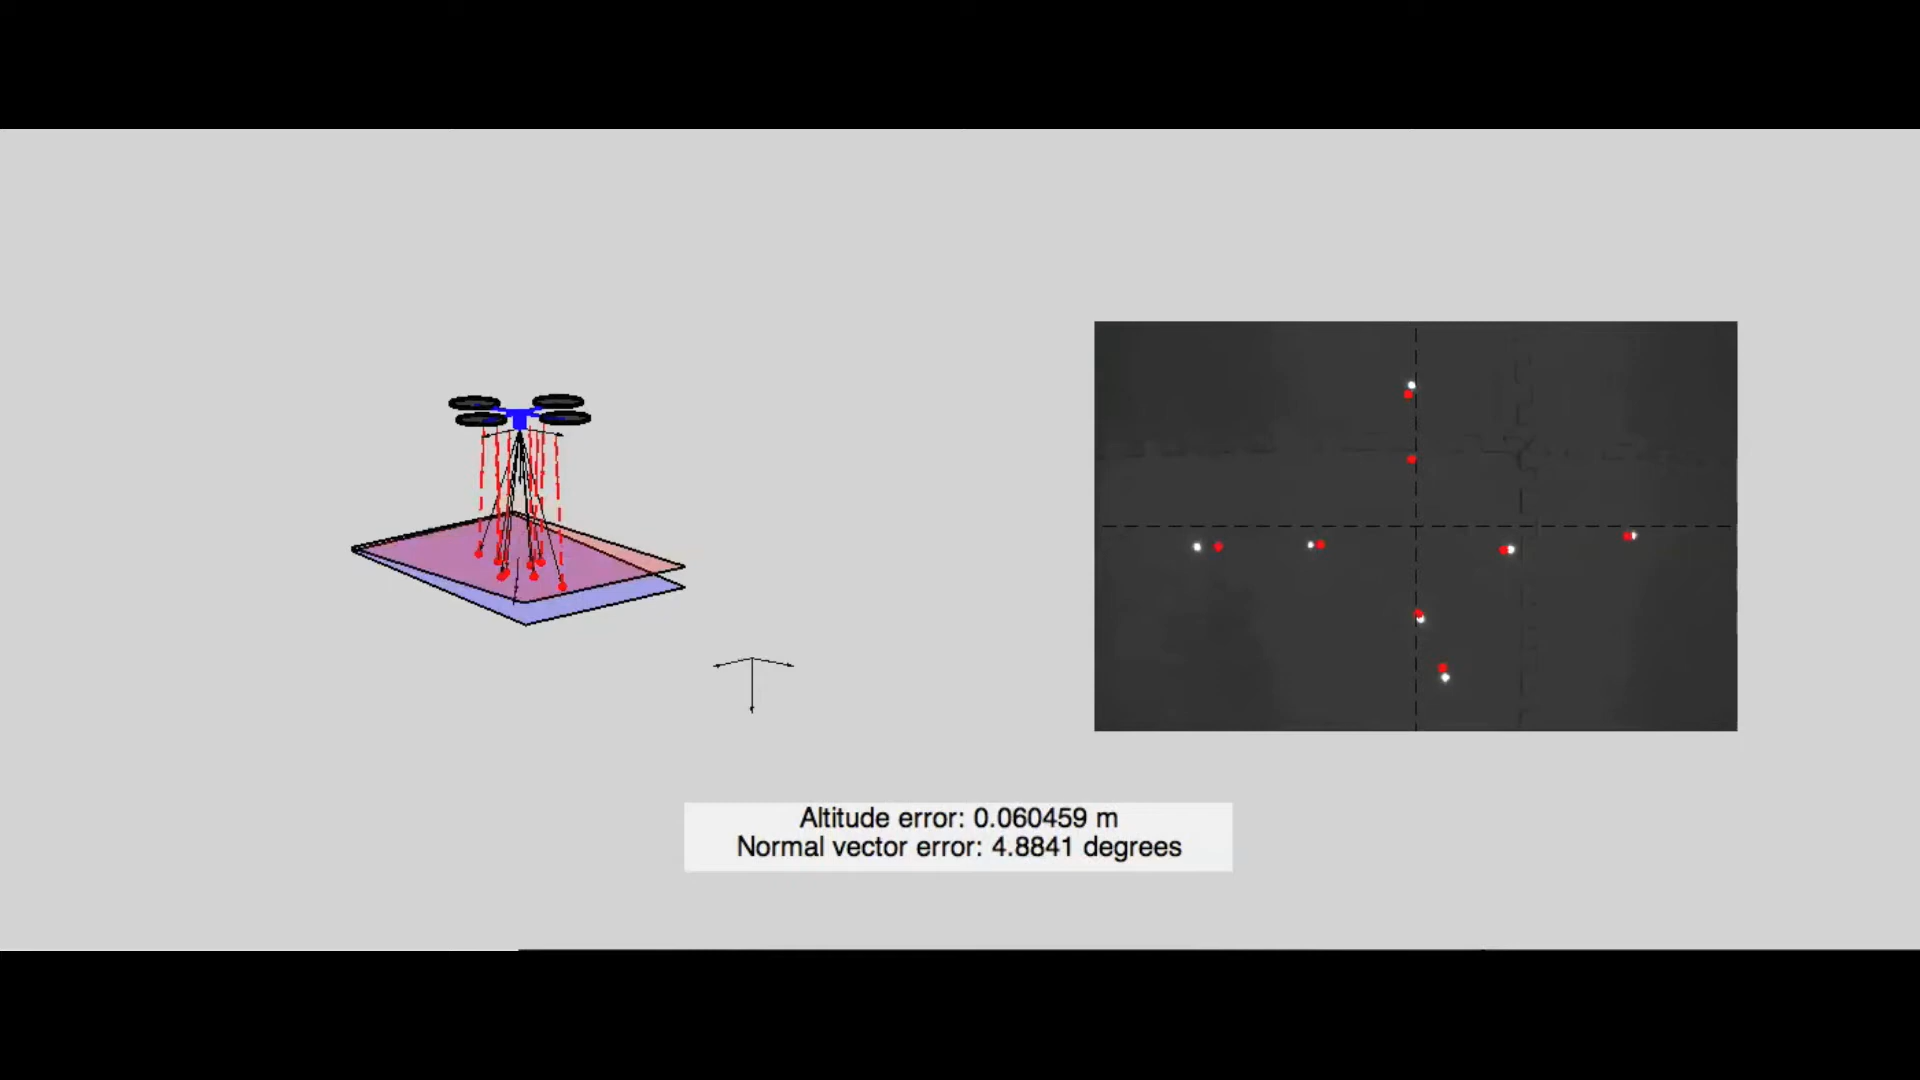 Altitude error: 0.060459 m
Normal vector error: 4.8841 degrees